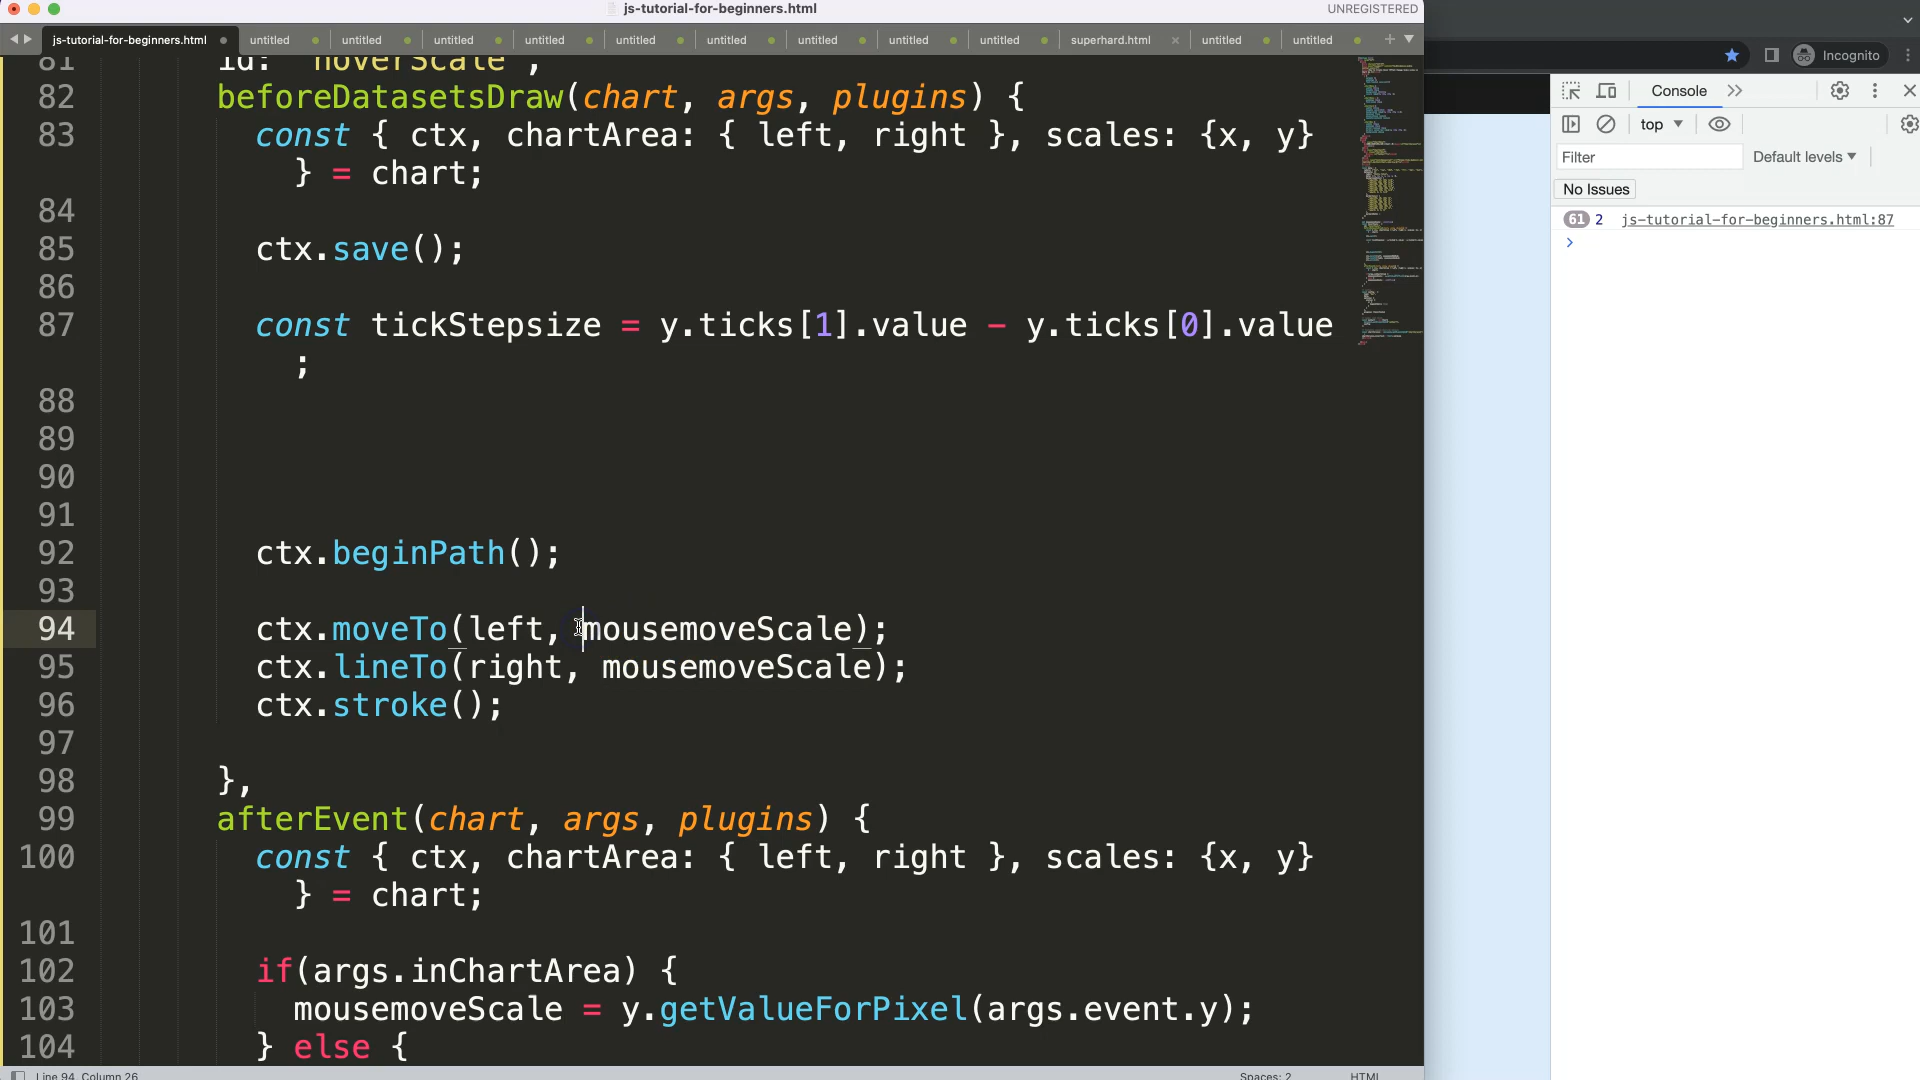 js-tutorial-for-beginners.html
UNREGISTERED
js-tutorial-for-beginners.html untitled untitled untitled untitled untitled untitled untitled untitled untitled superhard.html untitled untitled
Incognito
81 id: 'hoverScale',
82 beforeDatasetsDraw(chart, args, plugins) {
83 const { ctx, chartArea: { left, right }, scales: {x, y}
} = chart;
84
85 ctx.save();
86
87 const tickStepsize = y.ticks[1].value - y.ticks[0].value
;
88
89
90
91
92 ctx.beginPath();
93
94 ctx.moveTo(left, mousemoveScale);
95 ctx.lineTo(right, mousemoveScale);
96 ctx.stroke();
97
98 },
99 afterEvent(chart, args, plugins) {
100 const { ctx, chartArea: { left, right }, scales: {x, y}
} = chart;
101
102 if(args.inChartArea) {
103 mousemoveScale = y.getValueForPixel(args.event.y);
104 } else {
Line 94, Column 26
Spaces: 2
HTML
Console
top
Filter
Default levels
No Issues
61 2 js-tutorial-for-beginners.html:87